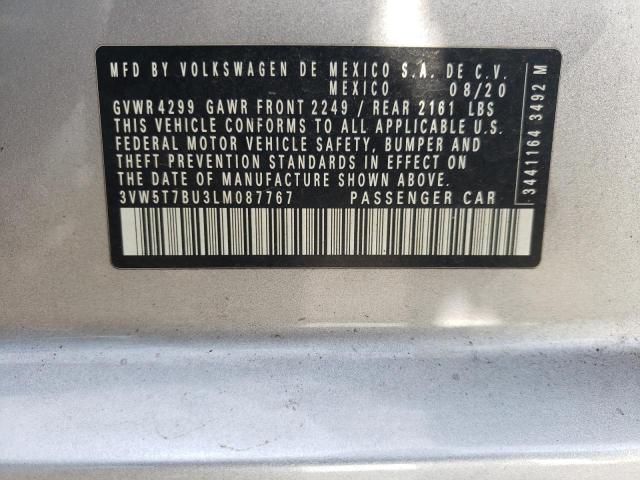 MFD BY VOLKSWAGEN DE MEXICO S.A. DE C.V.
MEXICO 08/20
GVWR 4299 GAWR FRONT 2249 / REAR 2161 LBS
THIS VEHICLE CONFORMS TO ALL APPLICABLE U.S.
FEDERAL MOTOR VEHICLE SAFETY, BUMPER AND
THEFT PREVENTION STANDARDS IN EFFECT ON
THE DATE OF MANUFACTURE SHOWN ABOVE.
3VW5T7BU3LM087767 PASSENGER CAR
34411164 3492 M